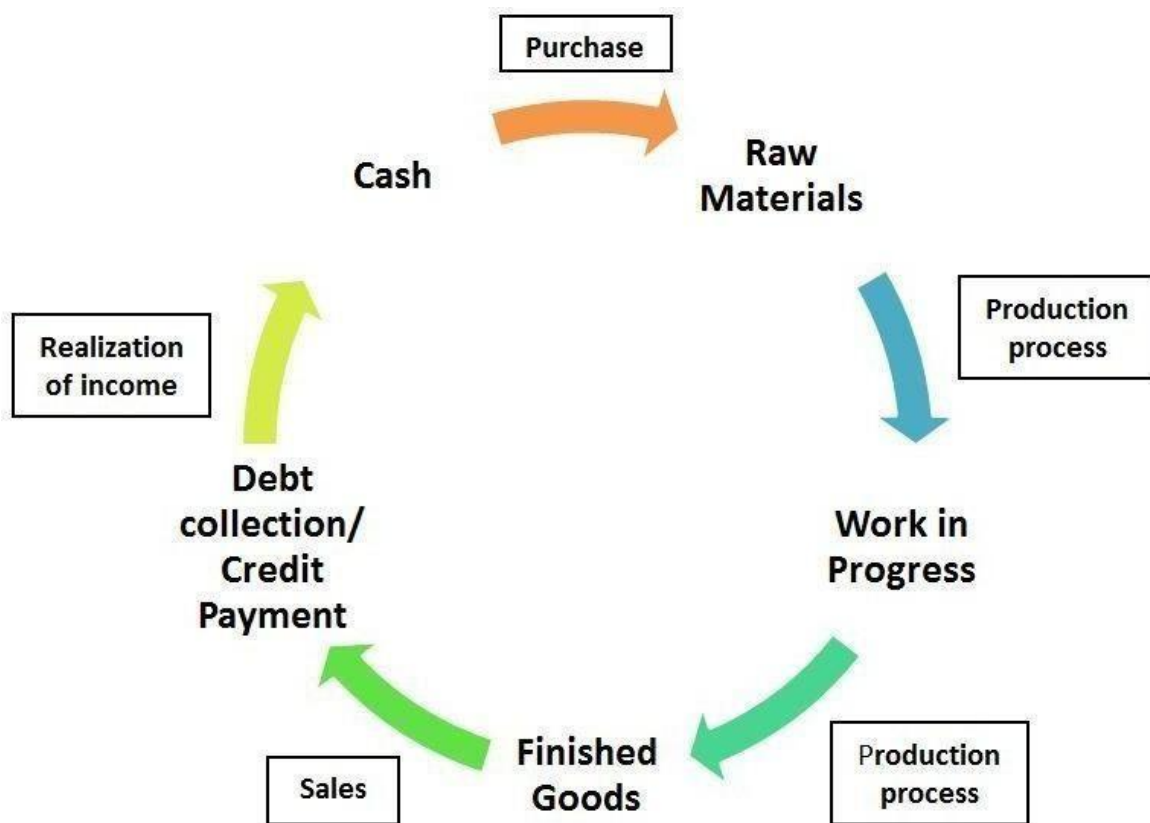 Purchase
Cash
Raw
Materials
Production
process
Work in
Progress
Production
process
Finished
Goods
Sales
Debt
collection/
Credit
Payment
Realization
of income